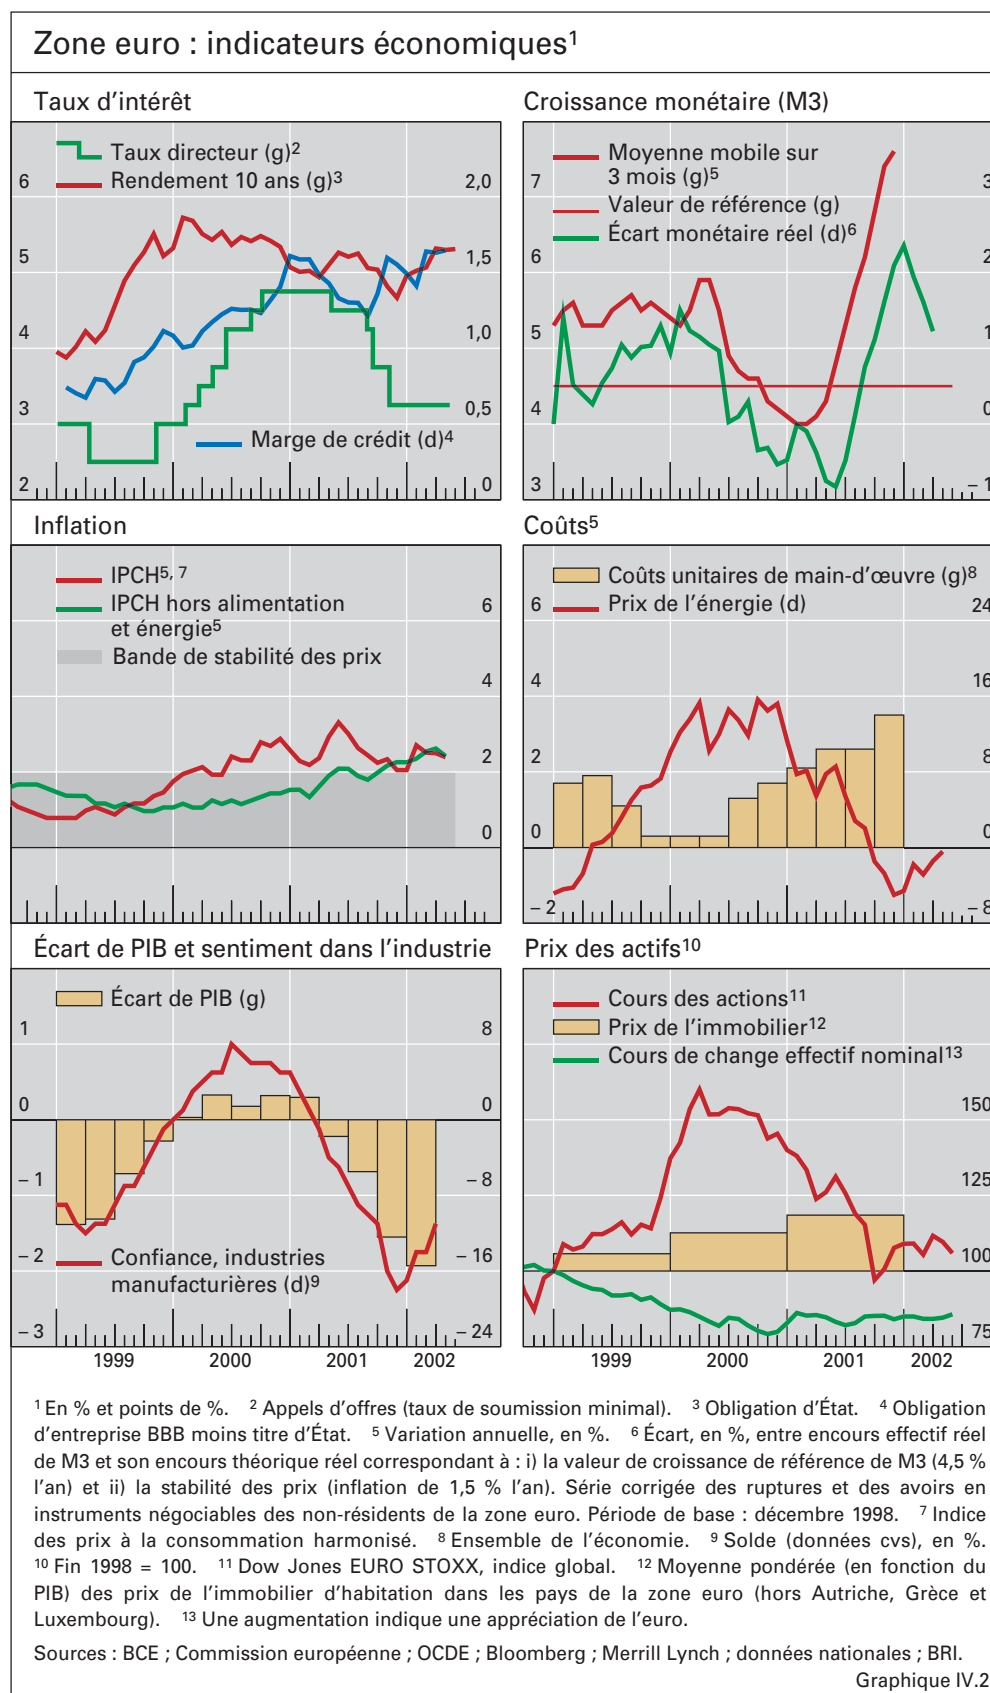 Zone euro : indicateurs économiques1
Taux d'intérêt
Taux directeur (g)2
Rendement 10 ans (g)3
6
2,0
5
1,5
4
1,0
3
0,5
Marge de crédit (d)4
2
0
Croissance monétaire (M3)
Moyenne mobile sur
3 mois (g)5
7
3
Valeur de référence (g)
Écart monétaire réel (d)6
6
2
5
1
4
0
3
– 1
Inflation
IPCH5, 7
IPCH hors alimentation
6
et énergie5
Bande de stabilité des prix
4
2
0
Coûts5
Coûts unitaires de main-d'œuvre (g)8
6
Prix de l'énergie (d)
24
4
16
2
8
0
0
– 2
– 8
Écart de PIB et sentiment dans l'industrie
Écart de PIB (g)
1
8
0
0
– 1
– 8
– 2
Confiance, industries
– 16
manufacturières (d)9
– 3
– 24
1999
2000
2001
2002
Prix des actifs10
Cours des actions11
Prix de l'immobilier12
Cours de change effectif nominal13
150
125
100
75
1999
2000
2001
2002
1 En % et points de %. 2 Appels d'offres (taux de soumission minimal). 3 Obligation d'État. 4 Obligation
d'entreprise BBB moins titre d'État. 5 Variation annuelle, en %. 6 Écart, en %, entre encours effectif réel
de M3 et son encours théorique réel correspondant à : i) la valeur de croissance de référence de M3 (4,5 %
l'an) et ii) la stabilité des prix (inflation de 1,5 % l'an). Série corrigée des ruptures et des avoirs en
instruments négociables des non-résidents de la zone euro. Période de base : décembre 1998. 7 Indice
des prix à la consommation harmonisé. 8 Ensemble de l'économie. 9 Solde (données cvs), en %.
10 Fin 1998 = 100. 11 Dow Jones EURO STOXX, indice global. 12 Moyenne pondérée (en fonction du
PIB) des prix de l'immobilier d'habitation dans les pays de la zone euro (hors Autriche, Grèce et
Luxembourg). 13 Une augmentation indique une appréciation de l'euro.
Sources : BCE ; Commission européenne ; OCDE ; Bloomberg ; Merrill Lynch ; données nationales ; BRI.
Graphique IV.2